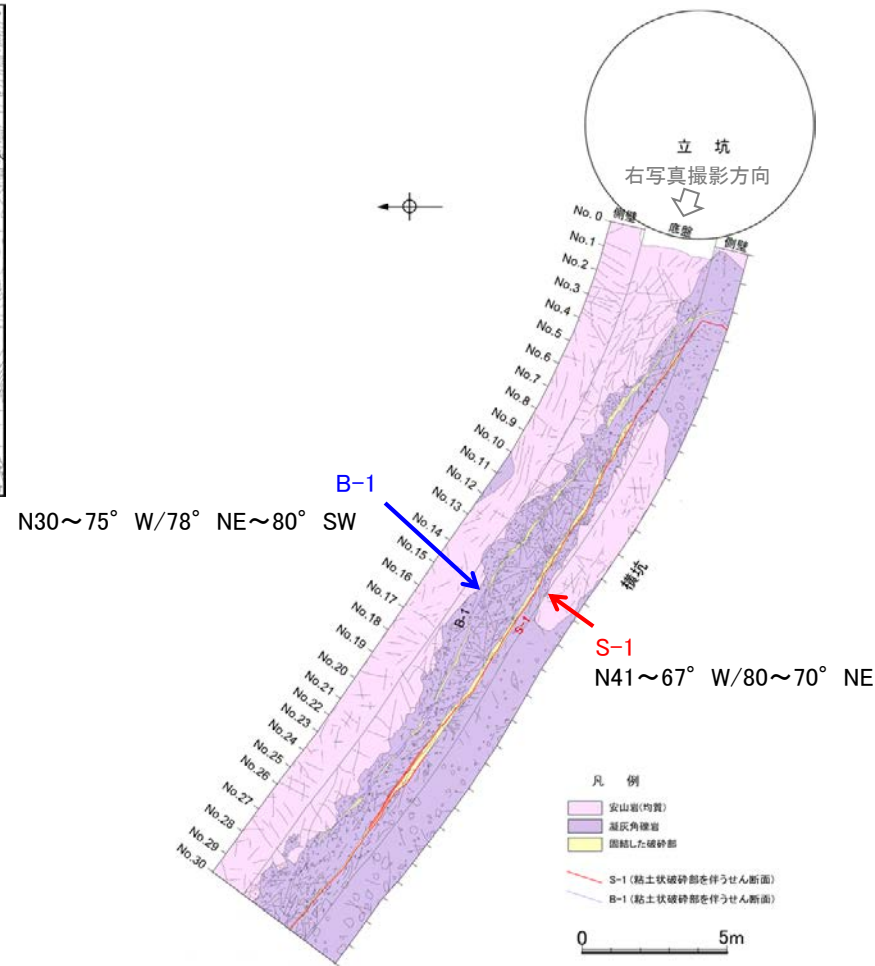 立 坑
右写真撮影方向
No. 0
側壁
底盤
側壁
No.1
No.2
No.3
No.4
No.5
No.6
No.7
No.8
No.9
No.10
No.11
No.12
No.13
No.14
No.15
No.16
No.17
No.18
No.19
No.20
No.21
No.22
No.23
No.24
No.25
No.26
No.27
No.28
No.29
No.30
B-1
N30～75° W/78° NE～80° SW
B-1
S-1
横坑
S-1
N41～67° W/80～70° NE
凡 例
安山岩(均質)
凝灰角礫岩
固結した破砕部
S-1 (粘土状破砕部を伴うせん断面)
B-1 (粘土状破砕部を伴うせん断面)
0 5m